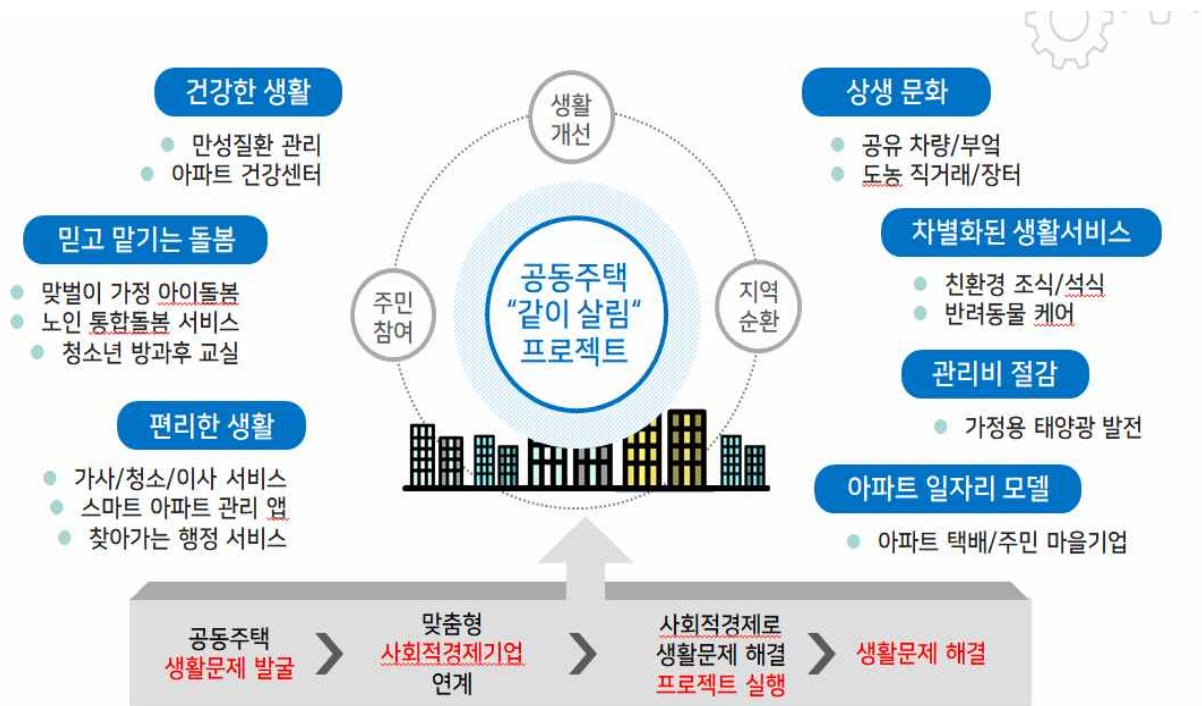 건강한 생활
만성질환 관리
아파트 건강센터
믿고 맡기는 돌봄
맞벌이 가정 아이돌봄
노인 통합돌봄 서비스
청소년 방과후 교실
편리한 생활
가사/청소/이사 서비스
스마트 아파트 관리 앱
찾아가는 행정 서비스
생활
개선
주민
참여
공동주택
“같이 살림“
프로젝트
지역
순환
상생 문화
공유 차량/부엌
도농 직거래/장터
차별화된 생활서비스
친환경 조식/석식
반려동물 케어
관리비 절감
가정용 태양광 발전
아파트 일자리 모델
아파트 택배/주민 마을기업
공동주택
생활문제 발굴
맞춤형
사회적경제기업
연계
사회적경제로
생활문제 해결
프로젝트 실행
생활문제 해결